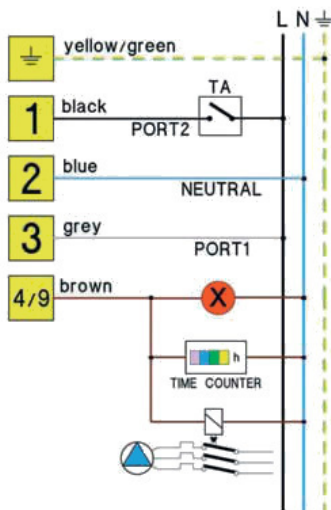 L N
yellow/green
TA
1 black
PORT2
2 blue
NEUTRAL
3 grey
PORT1
4/9 brown
X
h
TIME COUNTER